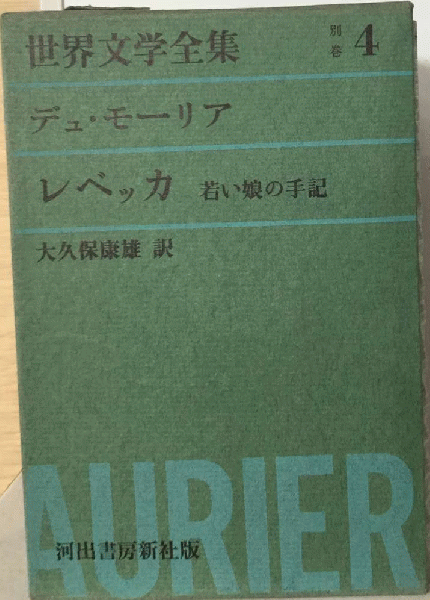 世界文学全集 別巻 4
デュ・モーリア
レベッカ 若い娘の手記
大久保康雄 訳
AURIER
河出書房新社版